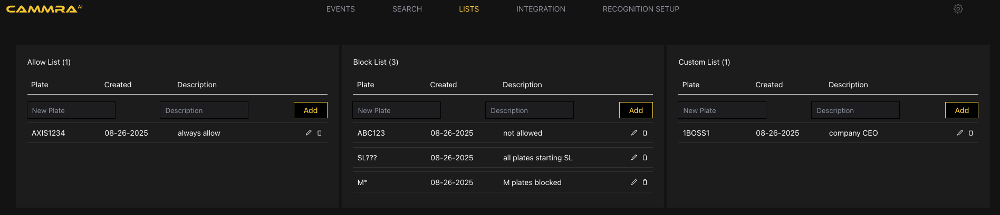 CAMMRA AI
EVENTS SEARCH LISTS INTEGRATION RECOGNITION SETUP
Allow List (1)
Plate Created Description
New Plate Description Add
AXIS1234 08-26-2025 always allow
Block List (3)
Plate Created Description
New Plate Description Add
ABC123 08-26-2025 not allowed
SL??? 08-26-2025 all plates starting SL
M* 08-26-2025 M plates blocked
Custom List (1)
Plate Created Description
New Plate Description Add
1BOSS1 08-26-2025 company CEO